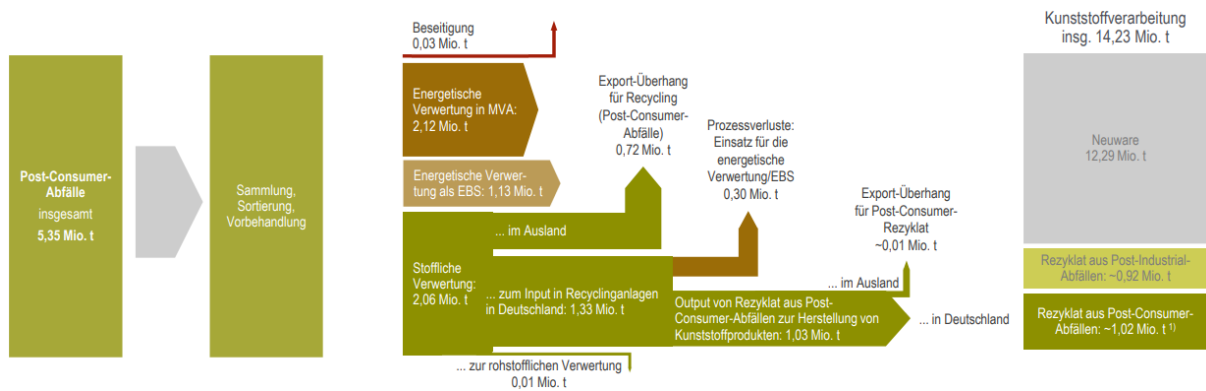 Post-Consumer-
Abfälle
insgesamt
5,35 Mio. t
Sammlung,
Sortierung,
Vorbehandlung
Beseitigung
0,03 Mio. t
Energetische
Verwertung in MVA:
2,12 Mio. t
Energetische Verwer-
tung als EBS: 1,13 Mio. t
Stoffliche
Verwertung:
2,06 Mio. t
Export-Überhang
für Recycling
(Post-Consumer-
Abfälle)
0,72 Mio. t
... im Ausland
... zum Input in Recyclinganlagen
in Deutschland: 1,33 Mio. t
... zur rohstofflichen Verwertung
0,01 Mio. t
Prozessverluste:
Einsatz für die
energetische
Verwertung/EBS
0,30 Mio. t
Output von Rezyklat aus Post-
Consumer-Abfällen zur Herstellung von
Kunststoffprodukten: 1,03 Mio. t
Export-Überhang
für Post-Consumer-
Rezyklat
~0,01 Mio. t
... im Ausland
... in Deutschland
Kunststoffverarbeitung
insg. 14,23 Mio. t
Neuware
12,29 Mio. t
Rezyklat aus Post-Industrial-
Abfällen: ~0,92 Mio. t
Rezyklat aus Post-Consumer-
Abfällen: ~1,02 Mio. t 1)